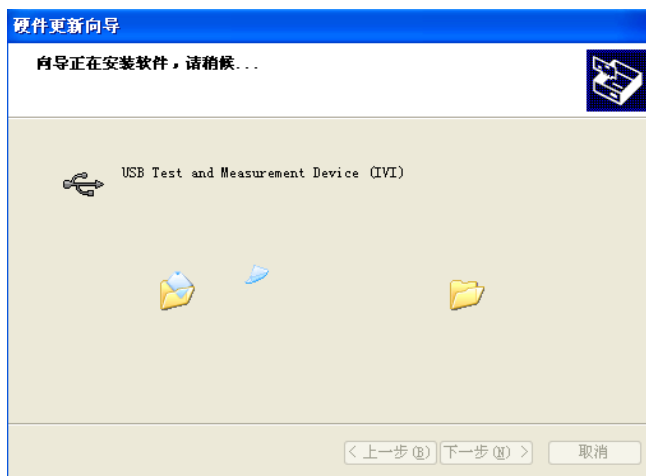 硬件更新向导
向导正在安装软件，请稍候...
USB Test and Measurement Device (IVI)
< 上一步(B) 下一步(N) > 取消